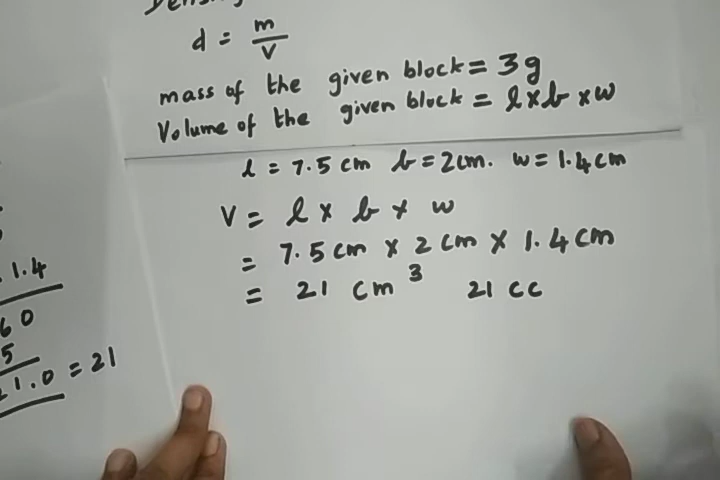 d = m/V
mass of the given block = 3g
Volume of the given block = l x b x w
l = 7.5 cm b = 2cm. w = 1.4cm
V = l x b x w
= 7.5 cm x 2 cm x 1.4 cm
= 21 cm³ 21 cc
1.4
60
5
21.0 = 21